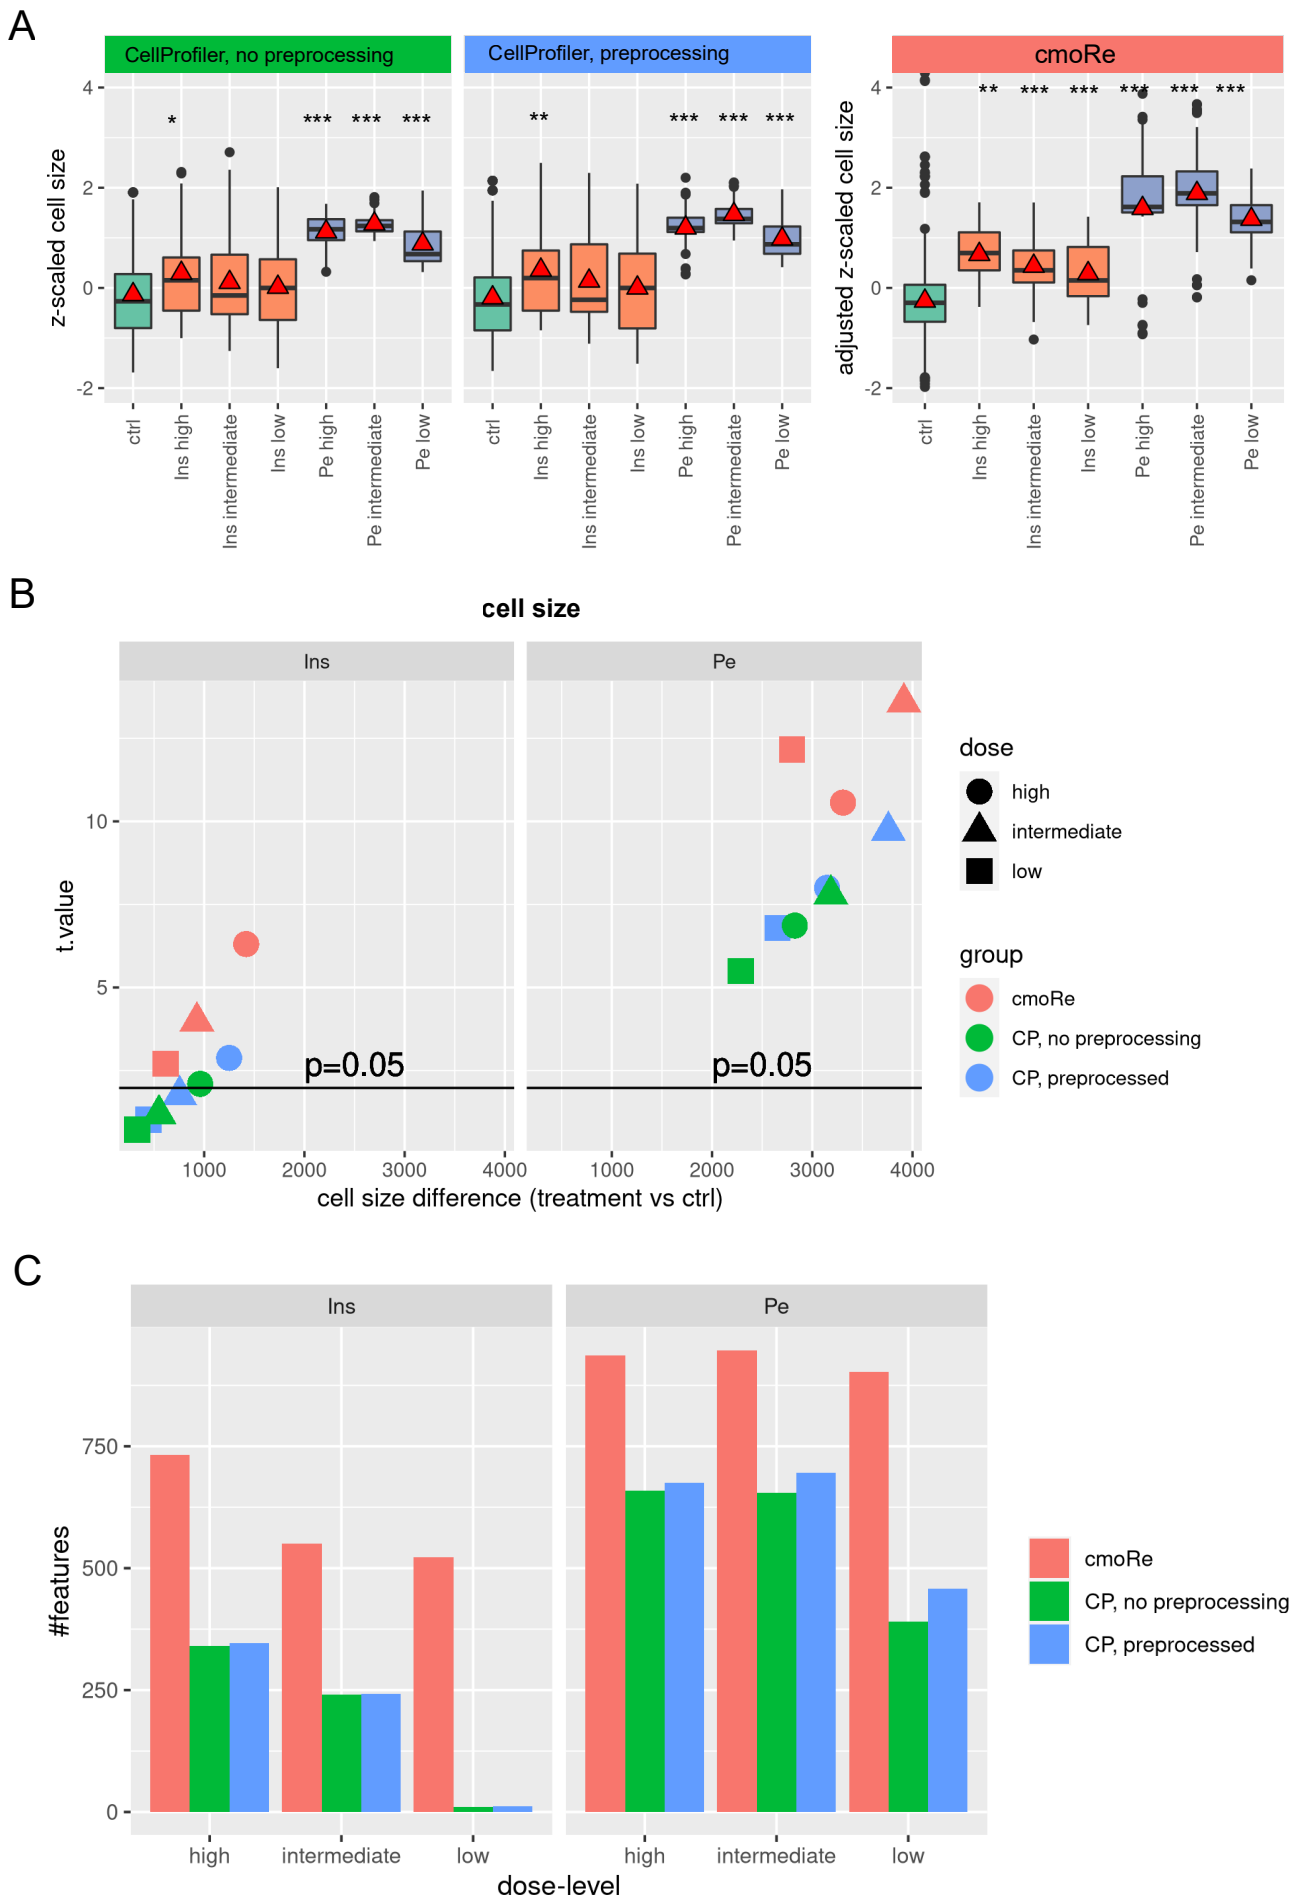 A
CellProfiler, no preprocessing
CellProfiler, preprocessing
cmoRe
z-scaled cell size
4
2
0
-2
* *** *** ***
** *** *** ***
adjusted z-scaled cell size
4
2
0
-2
** *** *** *** *** ***
ctrl
Ins high
Ins intermediate
Ins low
Pe high
Pe intermediate
Pe low
ctrl
Ins high
Ins intermediate
Ins low
Pe high
Pe intermediate
Pe low
ctrl
Ins high
Ins intermediate
Ins low
Pe high
Pe intermediate
Pe low
B
cell size
Ins
Pe
t.value
10
5
p=0.05
p=0.05
1000 2000 3000 4000
1000 2000 3000 4000
cell size difference (treatment vs ctrl)
dose
high
intermediate
low
group
cmoRe
CP, no preprocessing
CP, preprocessed
C
Ins
Pe
#features
750
500
250
0
high intermediate low
high intermediate low
dose-level
cmoRe
CP, no preprocessing
CP, preprocessed